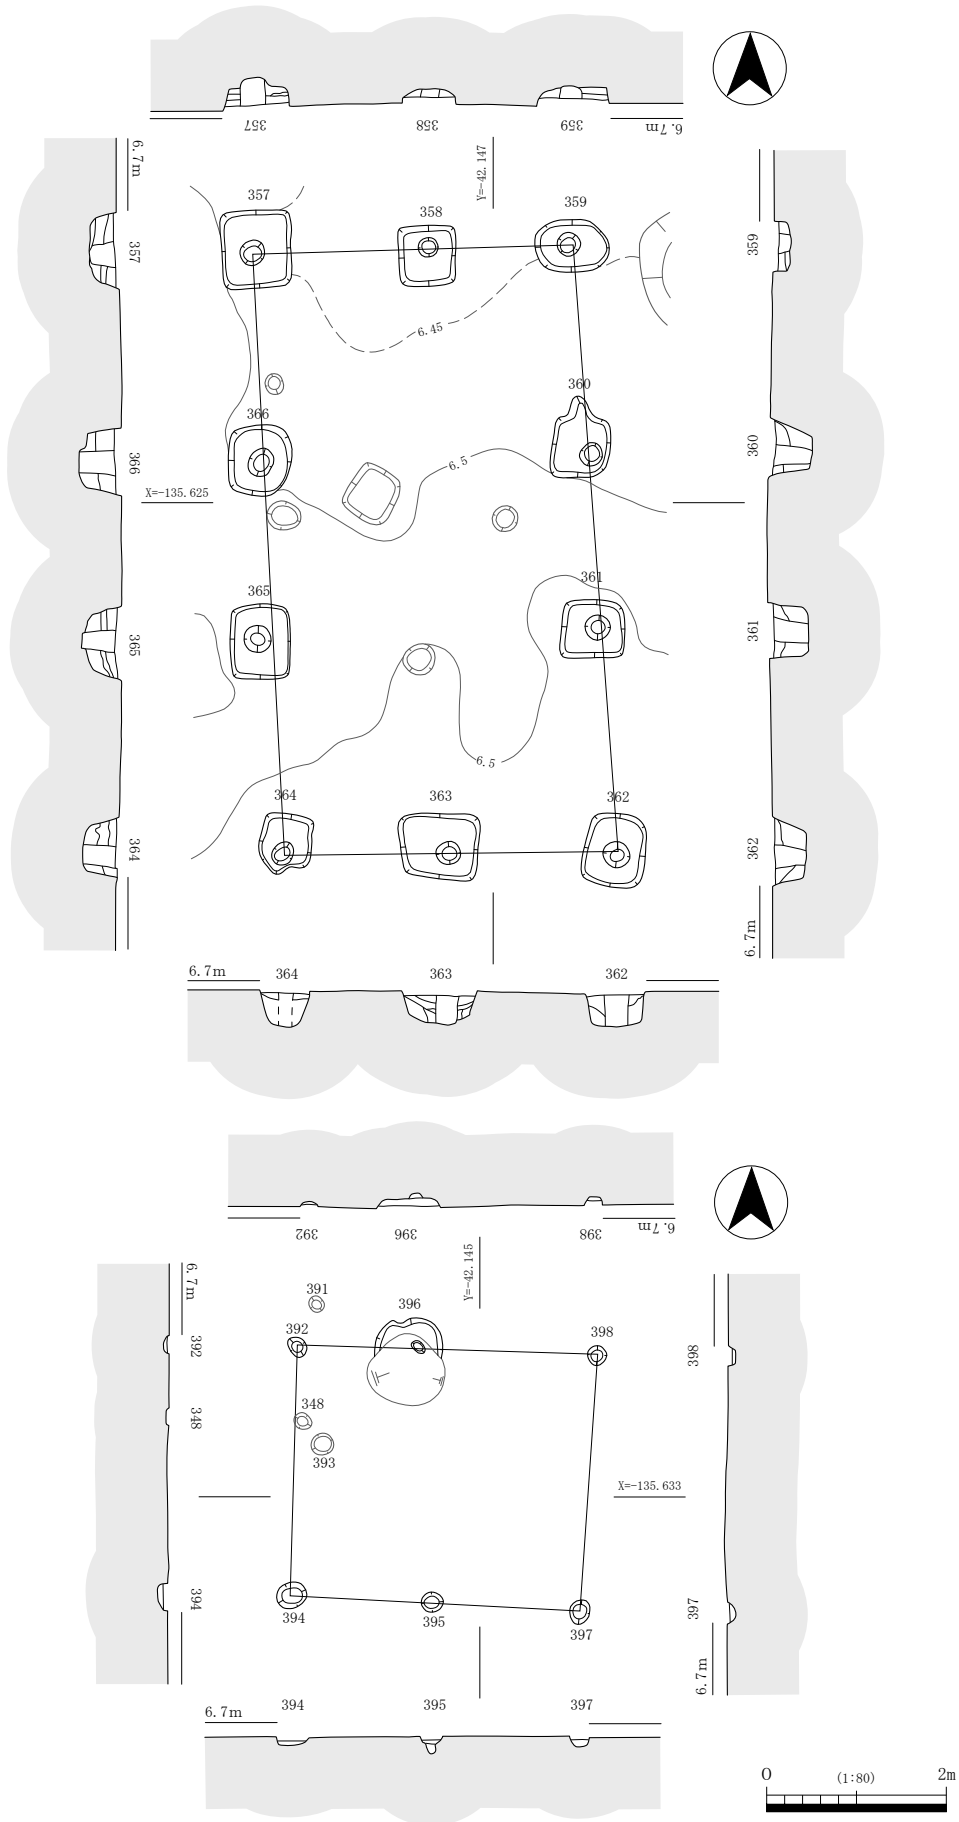 357 358 359 6.7m
6.7m
Y=-42.147
357 358 359
357 359
6.45
360
366 360
6.5
366
X=-135.625
361
365
365 361
6.5
364 363 362
364 362
6.7m
6.7m 364 363 362
392 396 398 6.7m
6.7m
Y=-42.145
391
396
392 398
392 398
348
348
393
X=-135.633
394 397
394 395 397
6.7m
394 395 397
6.7m
0 (1:80) 2m